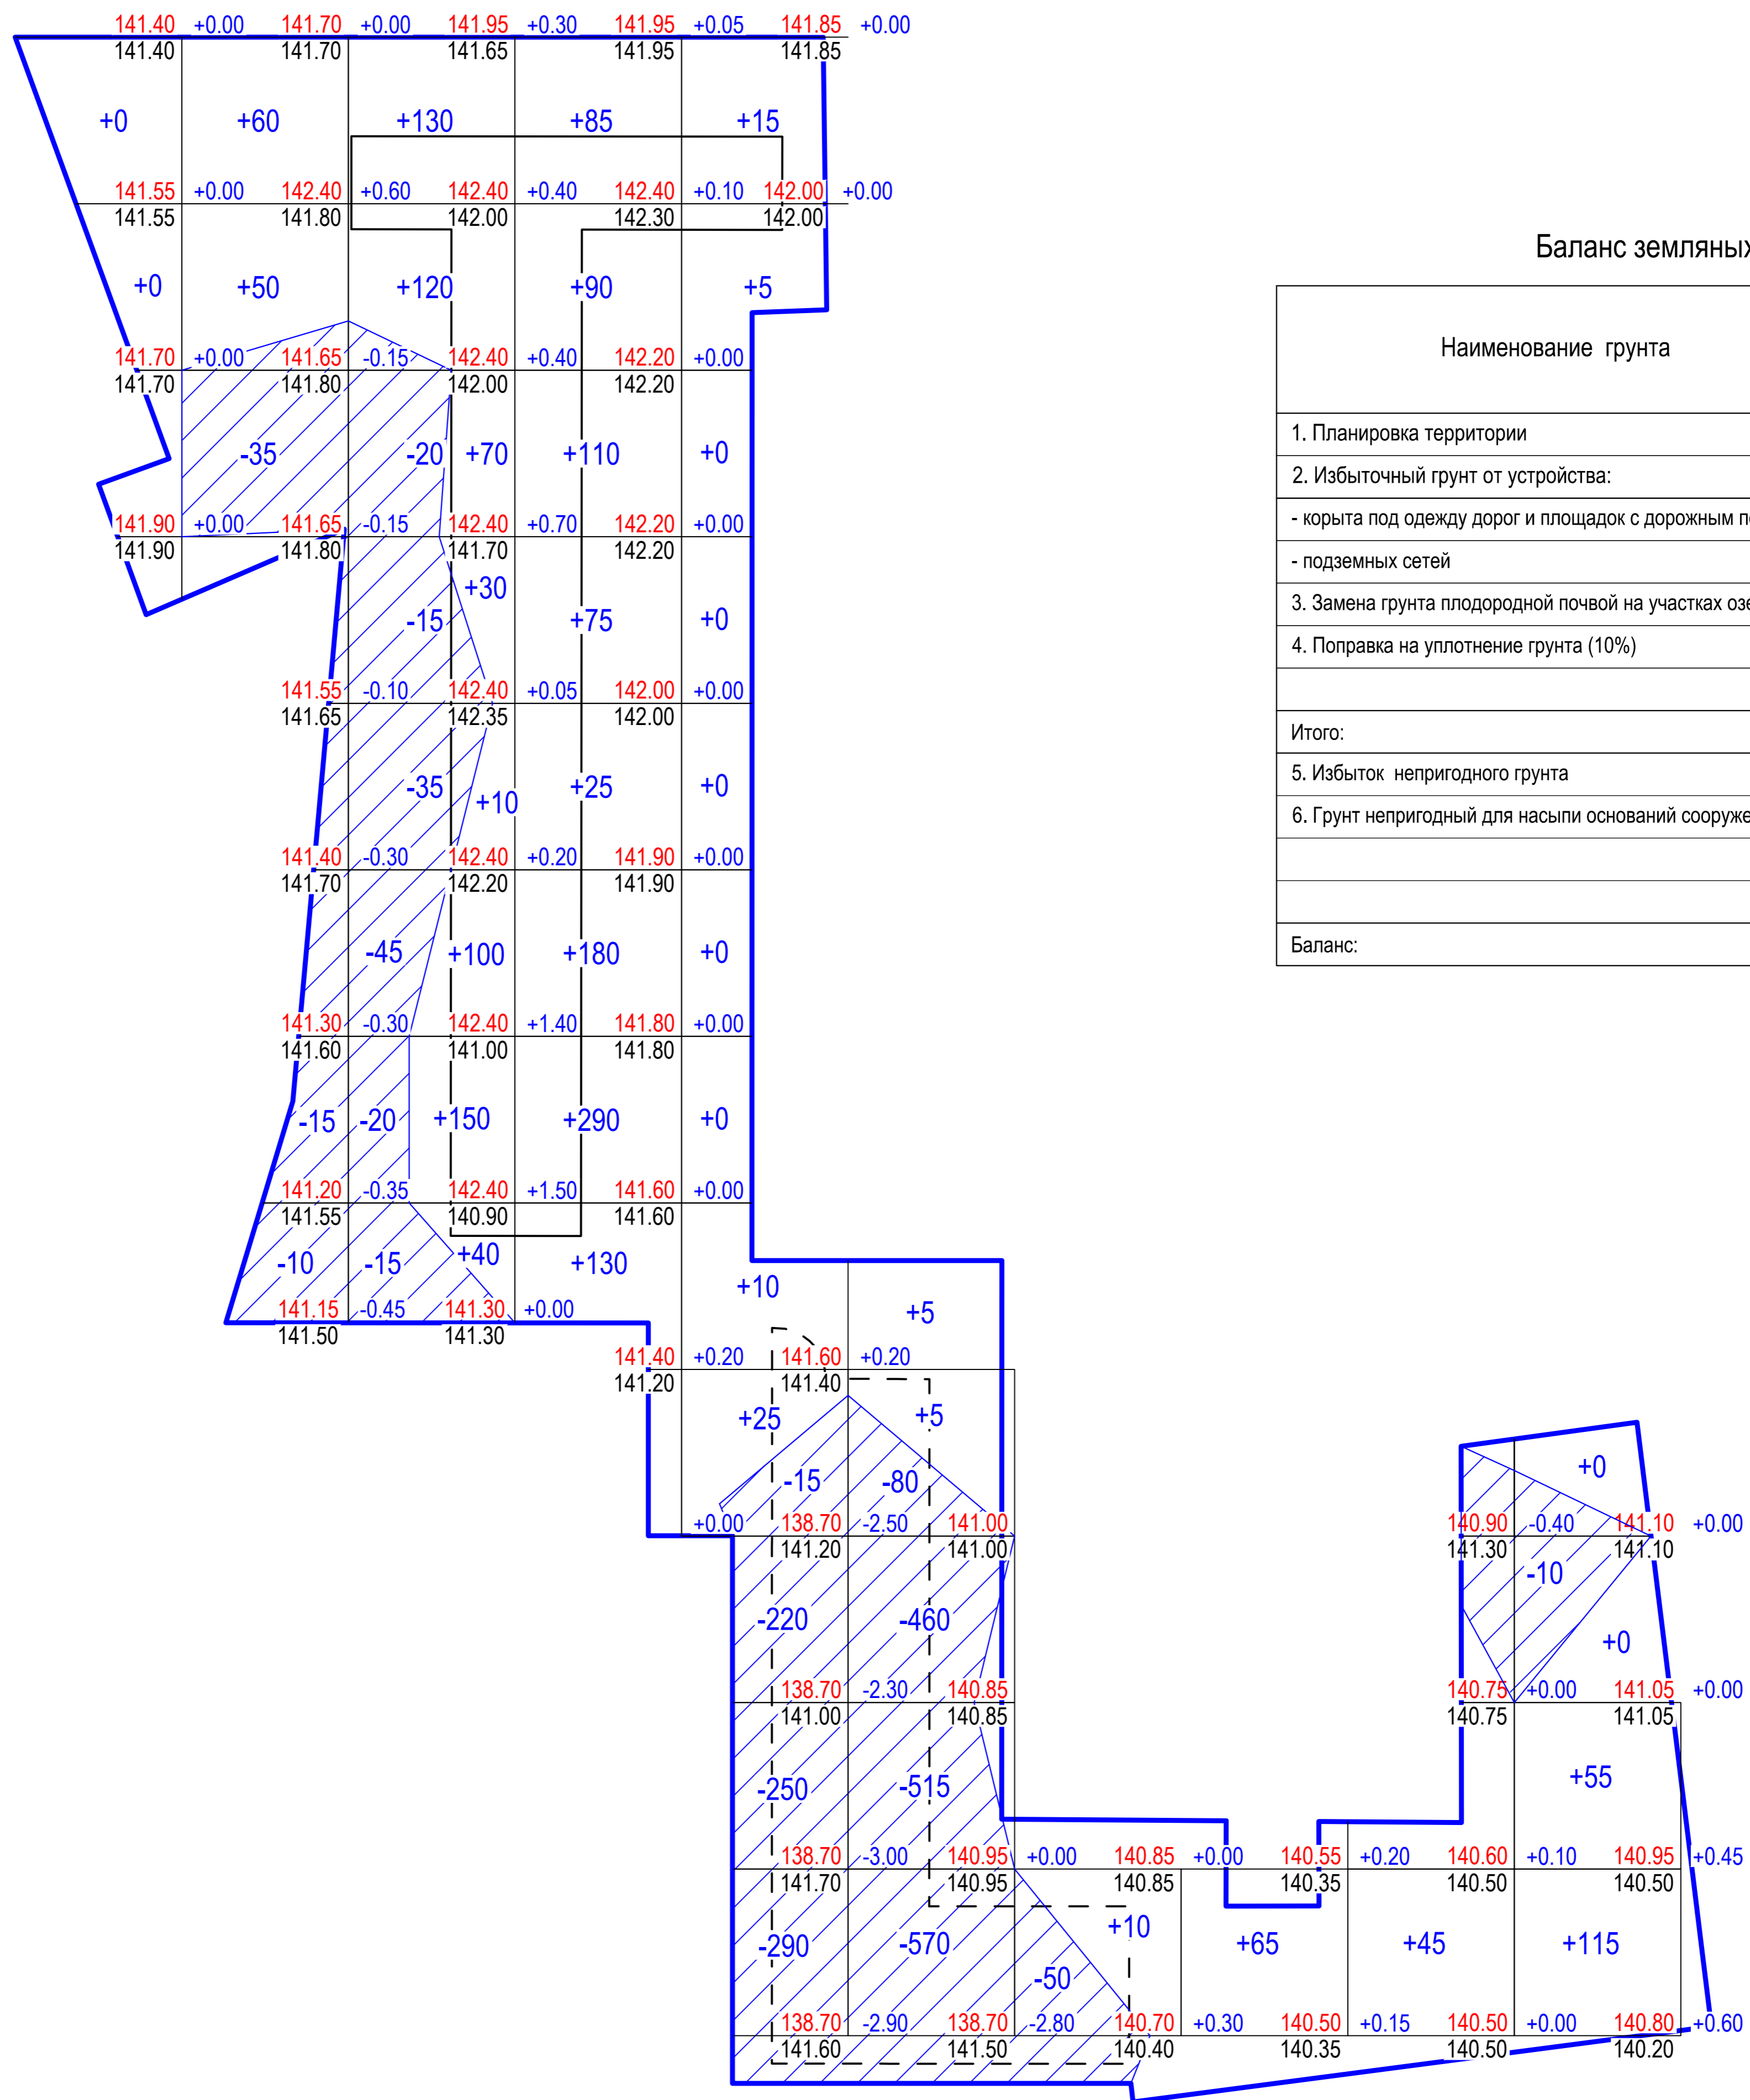 141.40 +0.00 141.70 +0.00 141.95 +0.30 141.95 +0.05 141.85 +0.00
141.40 141.70 141.65 141.95 141.85
+0 +60 +130 +85 +15
141.55 +0.00 142.40 +0.60 142.40 +0.40 142.40 +0.10 142.00 +0.00
141.55 141.80 142.00 142.30 142.00
Баланс земляных
+0 +50 +120 +90 +5
Наименование грунта
141.70 +0.00 141.65 -0.15 142.40 +0.40 142.20 +0.00
141.70 141.80 142.00 142.20
1. Планировка территории
-35 -20 +70 +110 +0
2. Избыточный грунт от устройства:
- корыта под одежду дорог и площадок с дорожным
141.90 +0.00 141.65 -0.15 142.40 +0.70 142.20 +0.00
141.90 141.80 141.70 142.20
- подземных сетей
+30
3. Замена грунта плодородной почвой на участках
-15 +75 +0
4. Поправка на уплотнение грунта (10%)
141.55 -0.10 142.40 +0.05 142.00 +0.00
141.65 142.35 142.00
Итого:
5. Избыток непригодного грунта
-35 +10 +25 +0
6. Грунт непригодный для насыпи оснований
141.40 -0.30 142.40 +0.20 141.90 +0.00
141.70 142.20 141.90
Баланс:
-45 +100 +180 +0
141.30 -0.30 142.40 +1.40 141.80 +0.00
141.60 141.00 141.80
-15 -20 +150 +290 +0
141.20 -0.35 142.40 +1.50 141.60 +0.00
141.55 140.90 141.60
-10 -15 +40 +130
+10
141.15 -0.45 141.30 +0.00 +5
141.50 141.30
141.40 +0.20 141.60 +0.20
141.20 141.40
+25 +5
-15 -80 +0
+0.00 138.70 -2.50 141.00 140.90 -0.40 141.10 +0.00
141.20 141.00 141.30 141.10
-10
-220 -460 +0
138.70 -2.30 140.85 140.75 +0.00 141.05 +0.00
141.00 140.85 140.75 141.05
-250 -515 +55
138.70 -3.00 140.95 +0.00 140.85 +0.00 140.55 +0.20 140.60 +0.10 140.95 +0.45
141.70 140.95 140.85 140.35 140.50 140.50
-290 -570 +10 +65 +45 +115
-50
138.70 -2.90 138.70 -2.80 140.70 +0.30 140.50 +0.15 140.50 +0.00 140.80 +0.60
141.60 141.50 140.40 140.35 140.50 140.20